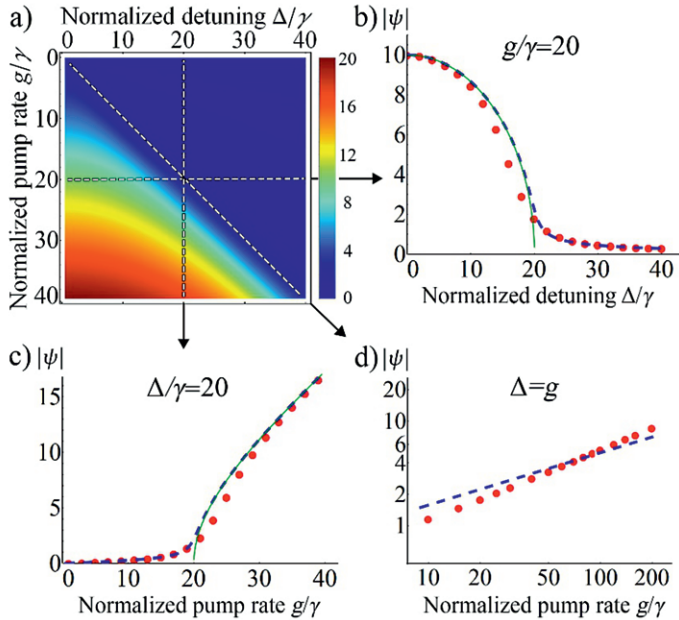 a) Normalized detuning Δ/γ
0 10 20 30 40
Normalized pump rate g/γ
0
10
20
30
40
10 20 30
20
16
12
8
4
0
b) |ψ|
g/γ=20
10
8
6
4
2
0
0 10 20 30 40
Normalized detuning Δ/γ
c) |ψ|
Δ/γ=20
15
10
5
0
0 10 20 30 40
Normalized pump rate g/γ
d) |ψ|
Δ=g
20
10
6
4
2
1
10 20 50 100 200
Normalized pump rate g/γ